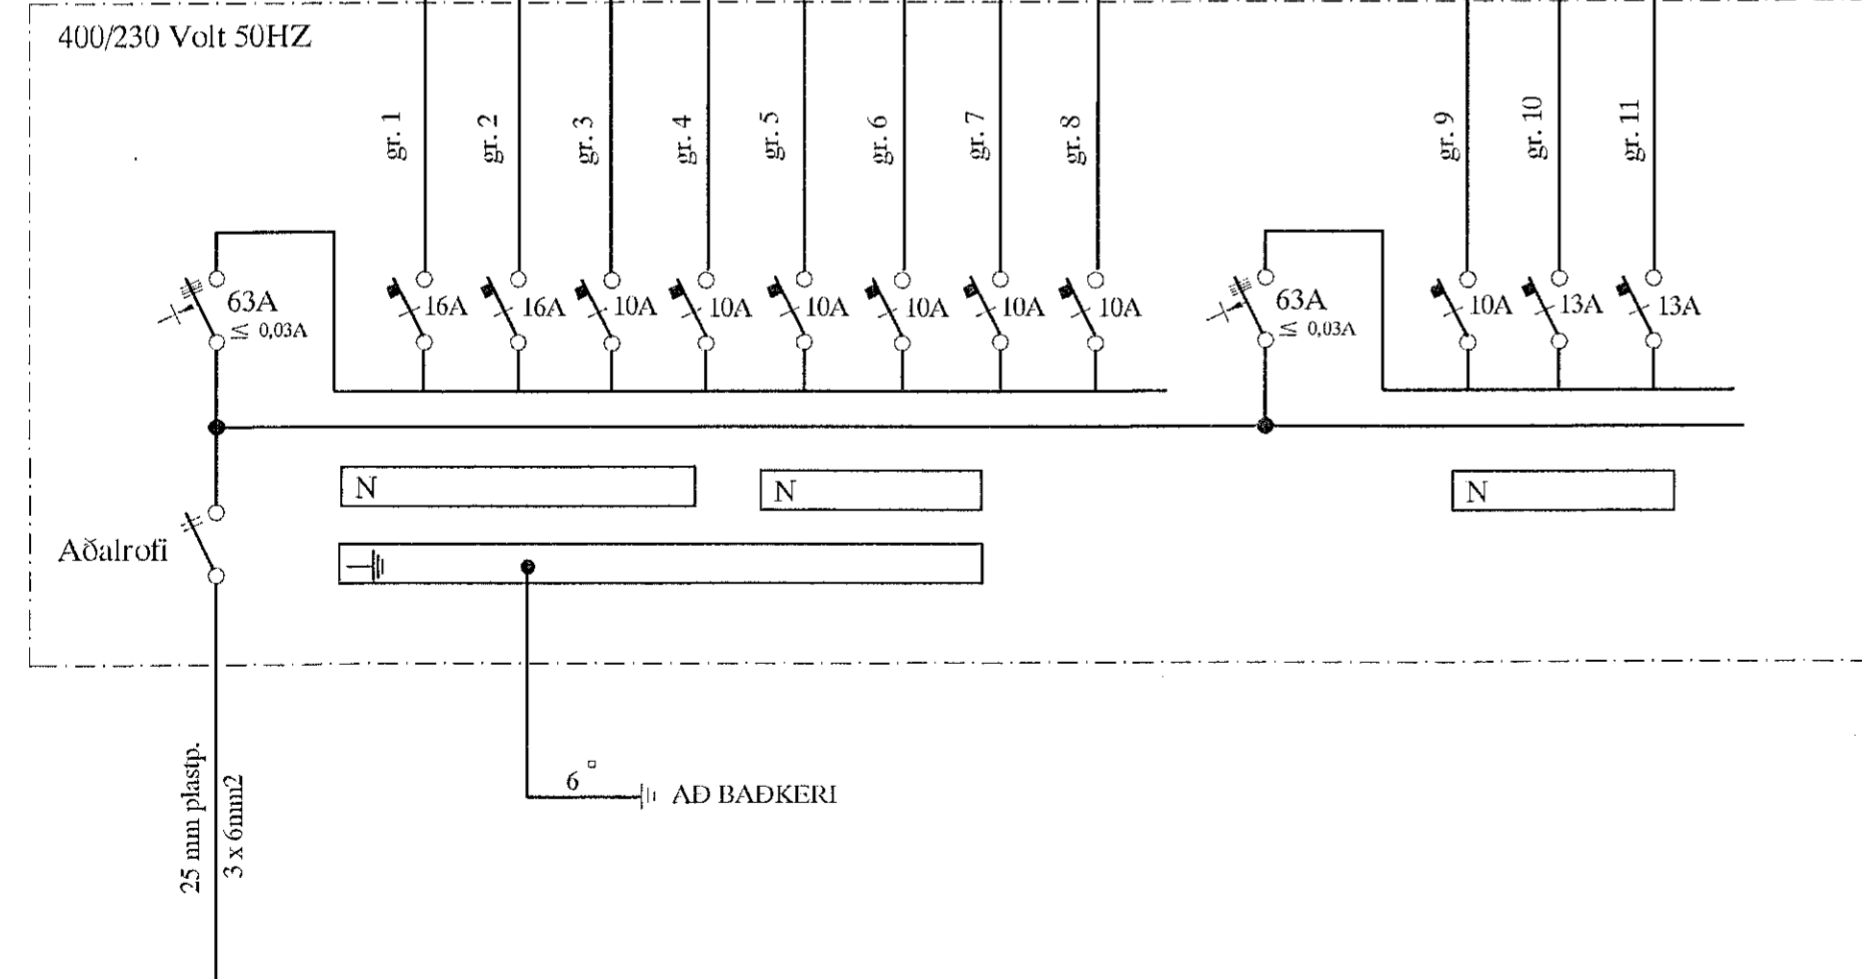 400/230 Volt 50HZ
gr. 1
gr. 2
gr. 3
gr. 4
gr. 5
gr. 6
gr. 7
gr. 8
gr. 9
gr. 10
gr. 11
63A
≤ 0,03A
16A
16A
10A
10A
10A
10A
10A
10A
63A
≤ 0,03A
10A
13A
13A
N
N
N
Aðalrofi
25 mm plastp.
3 x 6mm2
6 □
AÐ BAÐKERI